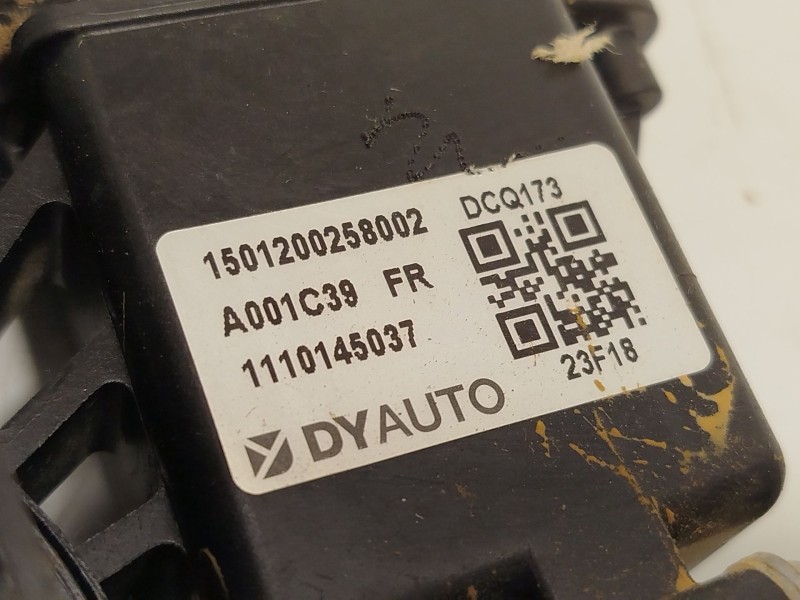 DCQ173
1501200258002
A001C39 FR
1110145037
23F18
DYAUTO